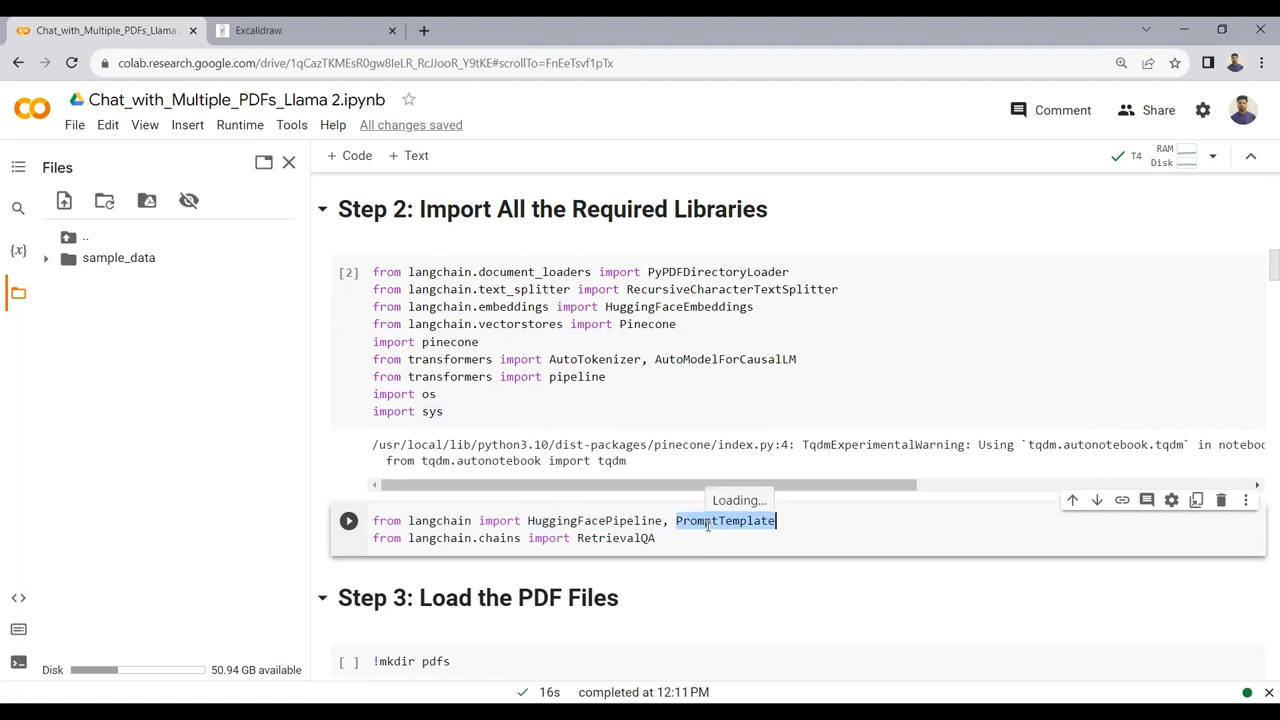 Chat_with_Multiple_PDFs_Llama
Excalidraw
colab.research.google.com/drive/1qCazTKMEsR0gw8IeLR_RcJJooR_Y9tKE#scrollTo=FnEeTsvf1pTx
Chat_with_Multiple_PDFs_Llama 2.ipynb
File Edit View Insert Runtime Tools Help All changes saved
Comment Share
Files
+ Code + Text
T4 RAM Disk
..
sample_data
Step 2: Import All the Required Libraries
[2] from langchain.document_loaders import PyPDFDirectoryLoader
from langchain.text_splitter import RecursiveCharacterTextSplitter
from langchain.embeddings import HuggingFaceEmbeddings
from langchain.vectorstores import Pinecone
import pinecone
from transformers import AutoTokenizer, AutoModelForCausalLM
from transformers import pipeline
import os
import sys
/usr/local/lib/python3.10/dist-packages/pinecone/index.py:4: TqdmExperimentalWarning: Using `tqdm.autonotebook.tqdm` in notebo
from tqdm.autonotebook import tqdm
Loading...
from langchain import HuggingFacePipeline, PromptTemplate
from langchain.chains import RetrievalQA
Step 3: Load the PDF Files
[ ] !mkdir pdfs
Disk 50.94 GB available
16s completed at 12:11 PM